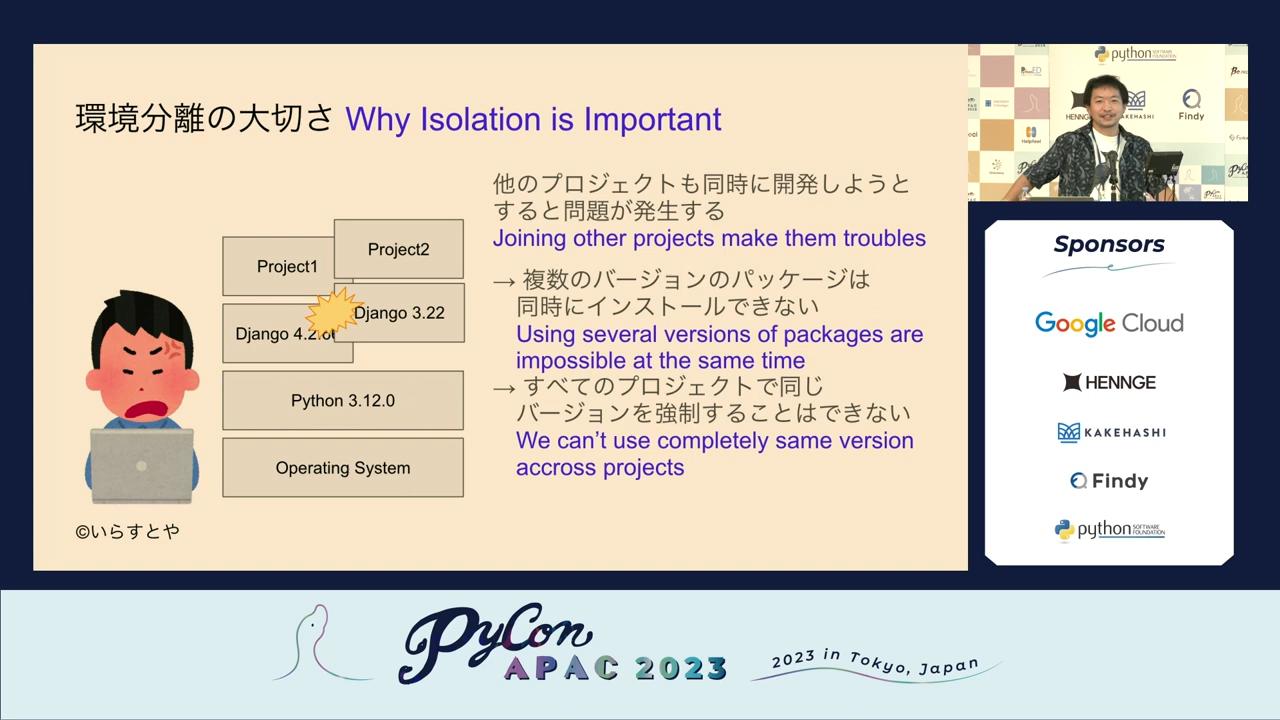 環境分離の大切さ Why Isolation is Important
他のプロジェクトも同時に開発しようと
すると問題が発生する
Joining other projects make them troubles
→ 複数のバージョンのパッケージは
同時にインストールできない
Using several versions of packages are
impossible at the same time
→ すべてのプロジェクトで同じ
バージョンを強制することはできない
We can’t use completely same version
accross projects
Project1
Project2
Django 4.2
Django 3.22
Python 3.12.0
Operating System
©いらすとや
python
HENNGE
KAKEHASHI
Findy
Sponsors
Google Cloud
HENNGE
KAKEHASHI
Findy
python SOFTWARE FOUNDATION
PyCon
APAC 2023
2023 in Tokyo, Japan